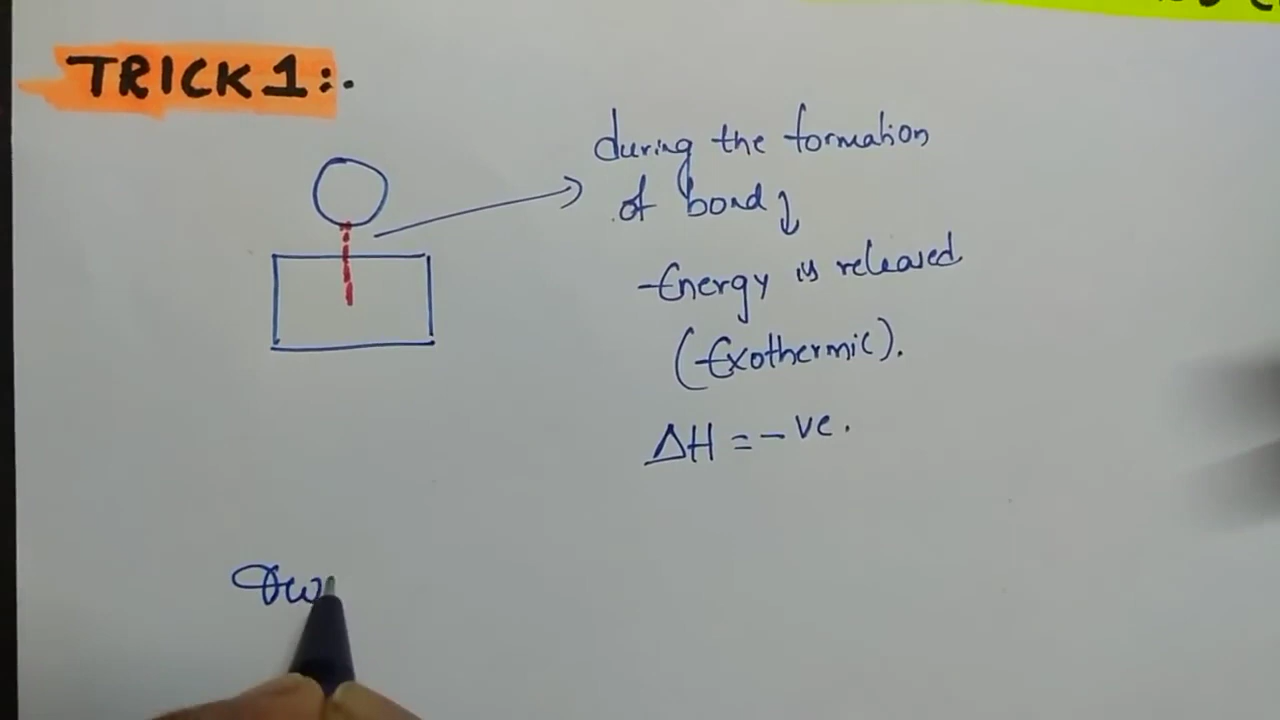 TRICK 1:.
during the formation
of bond
Energy is released
(Exothermic).
ΔH = -ve.